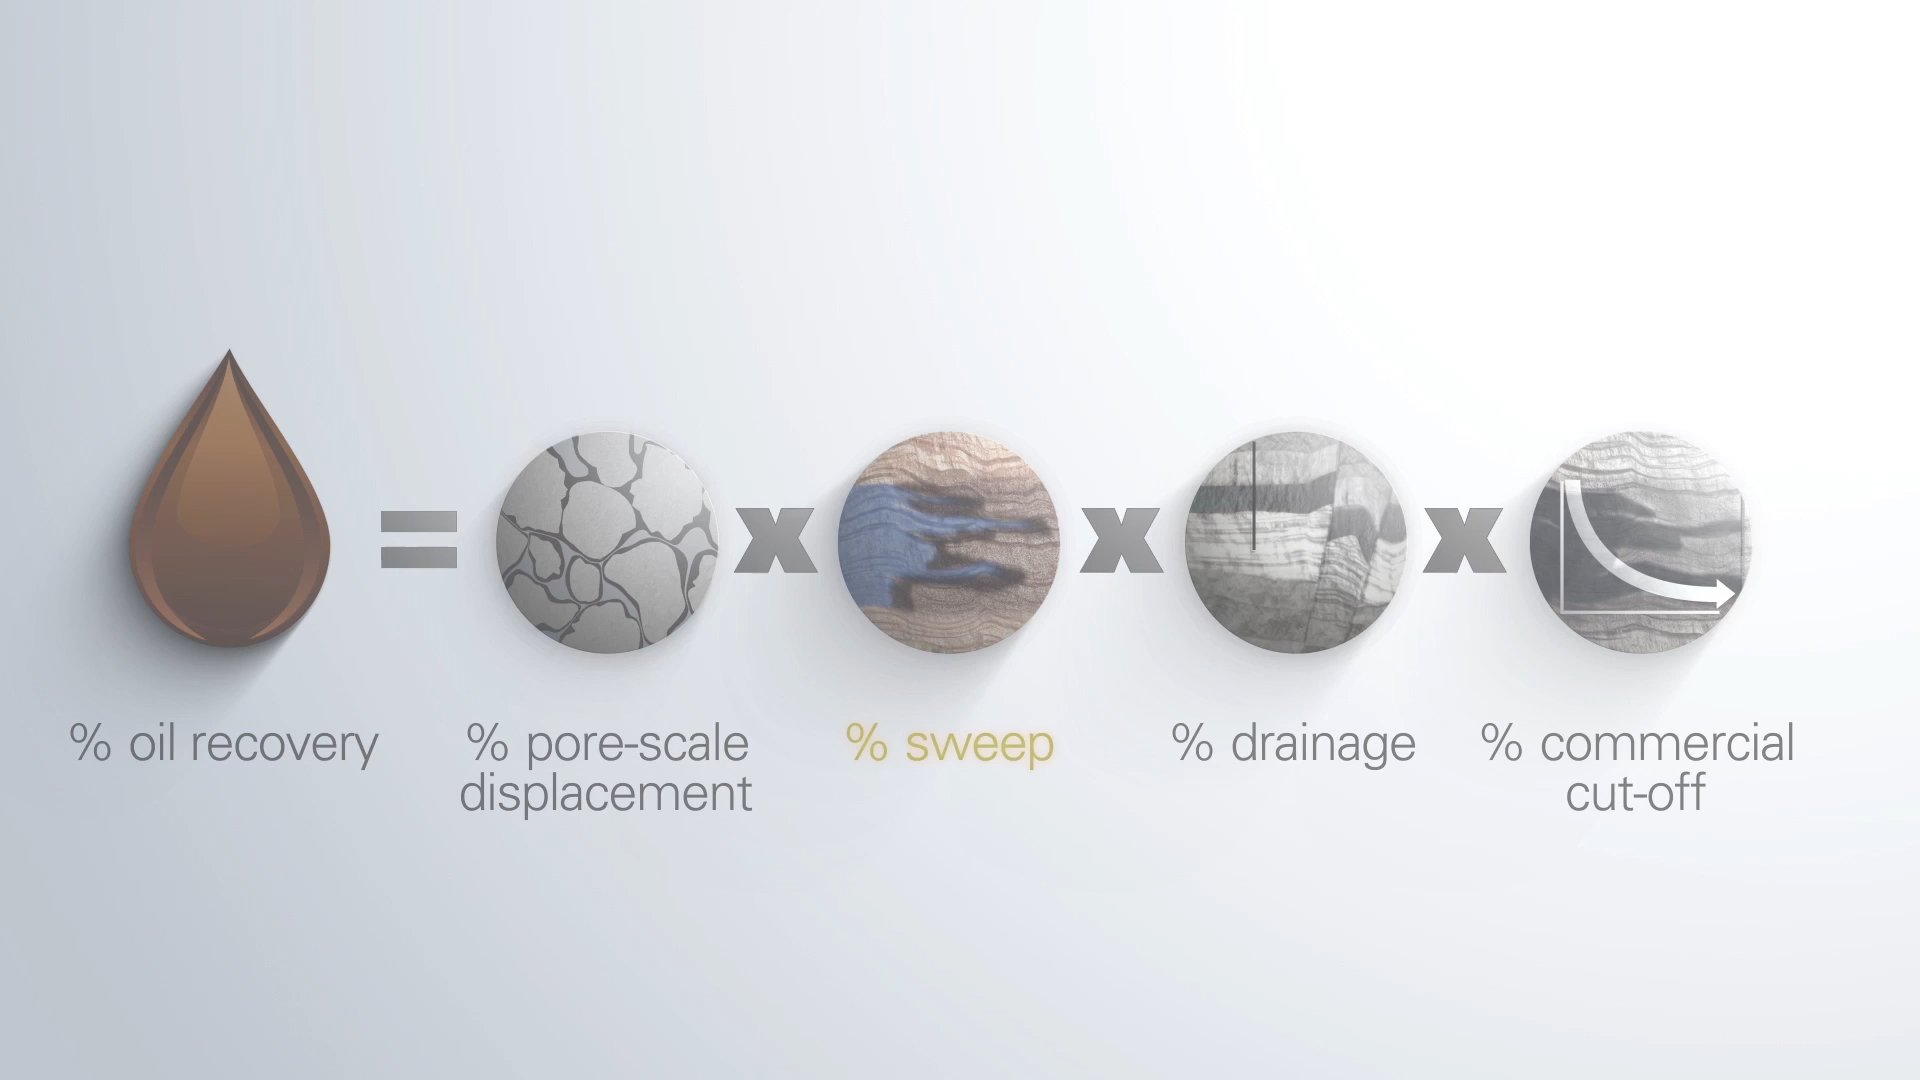 = x x x
% oil recovery
% pore-scale
displacement
% sweep
% drainage
% commercial
cut-off